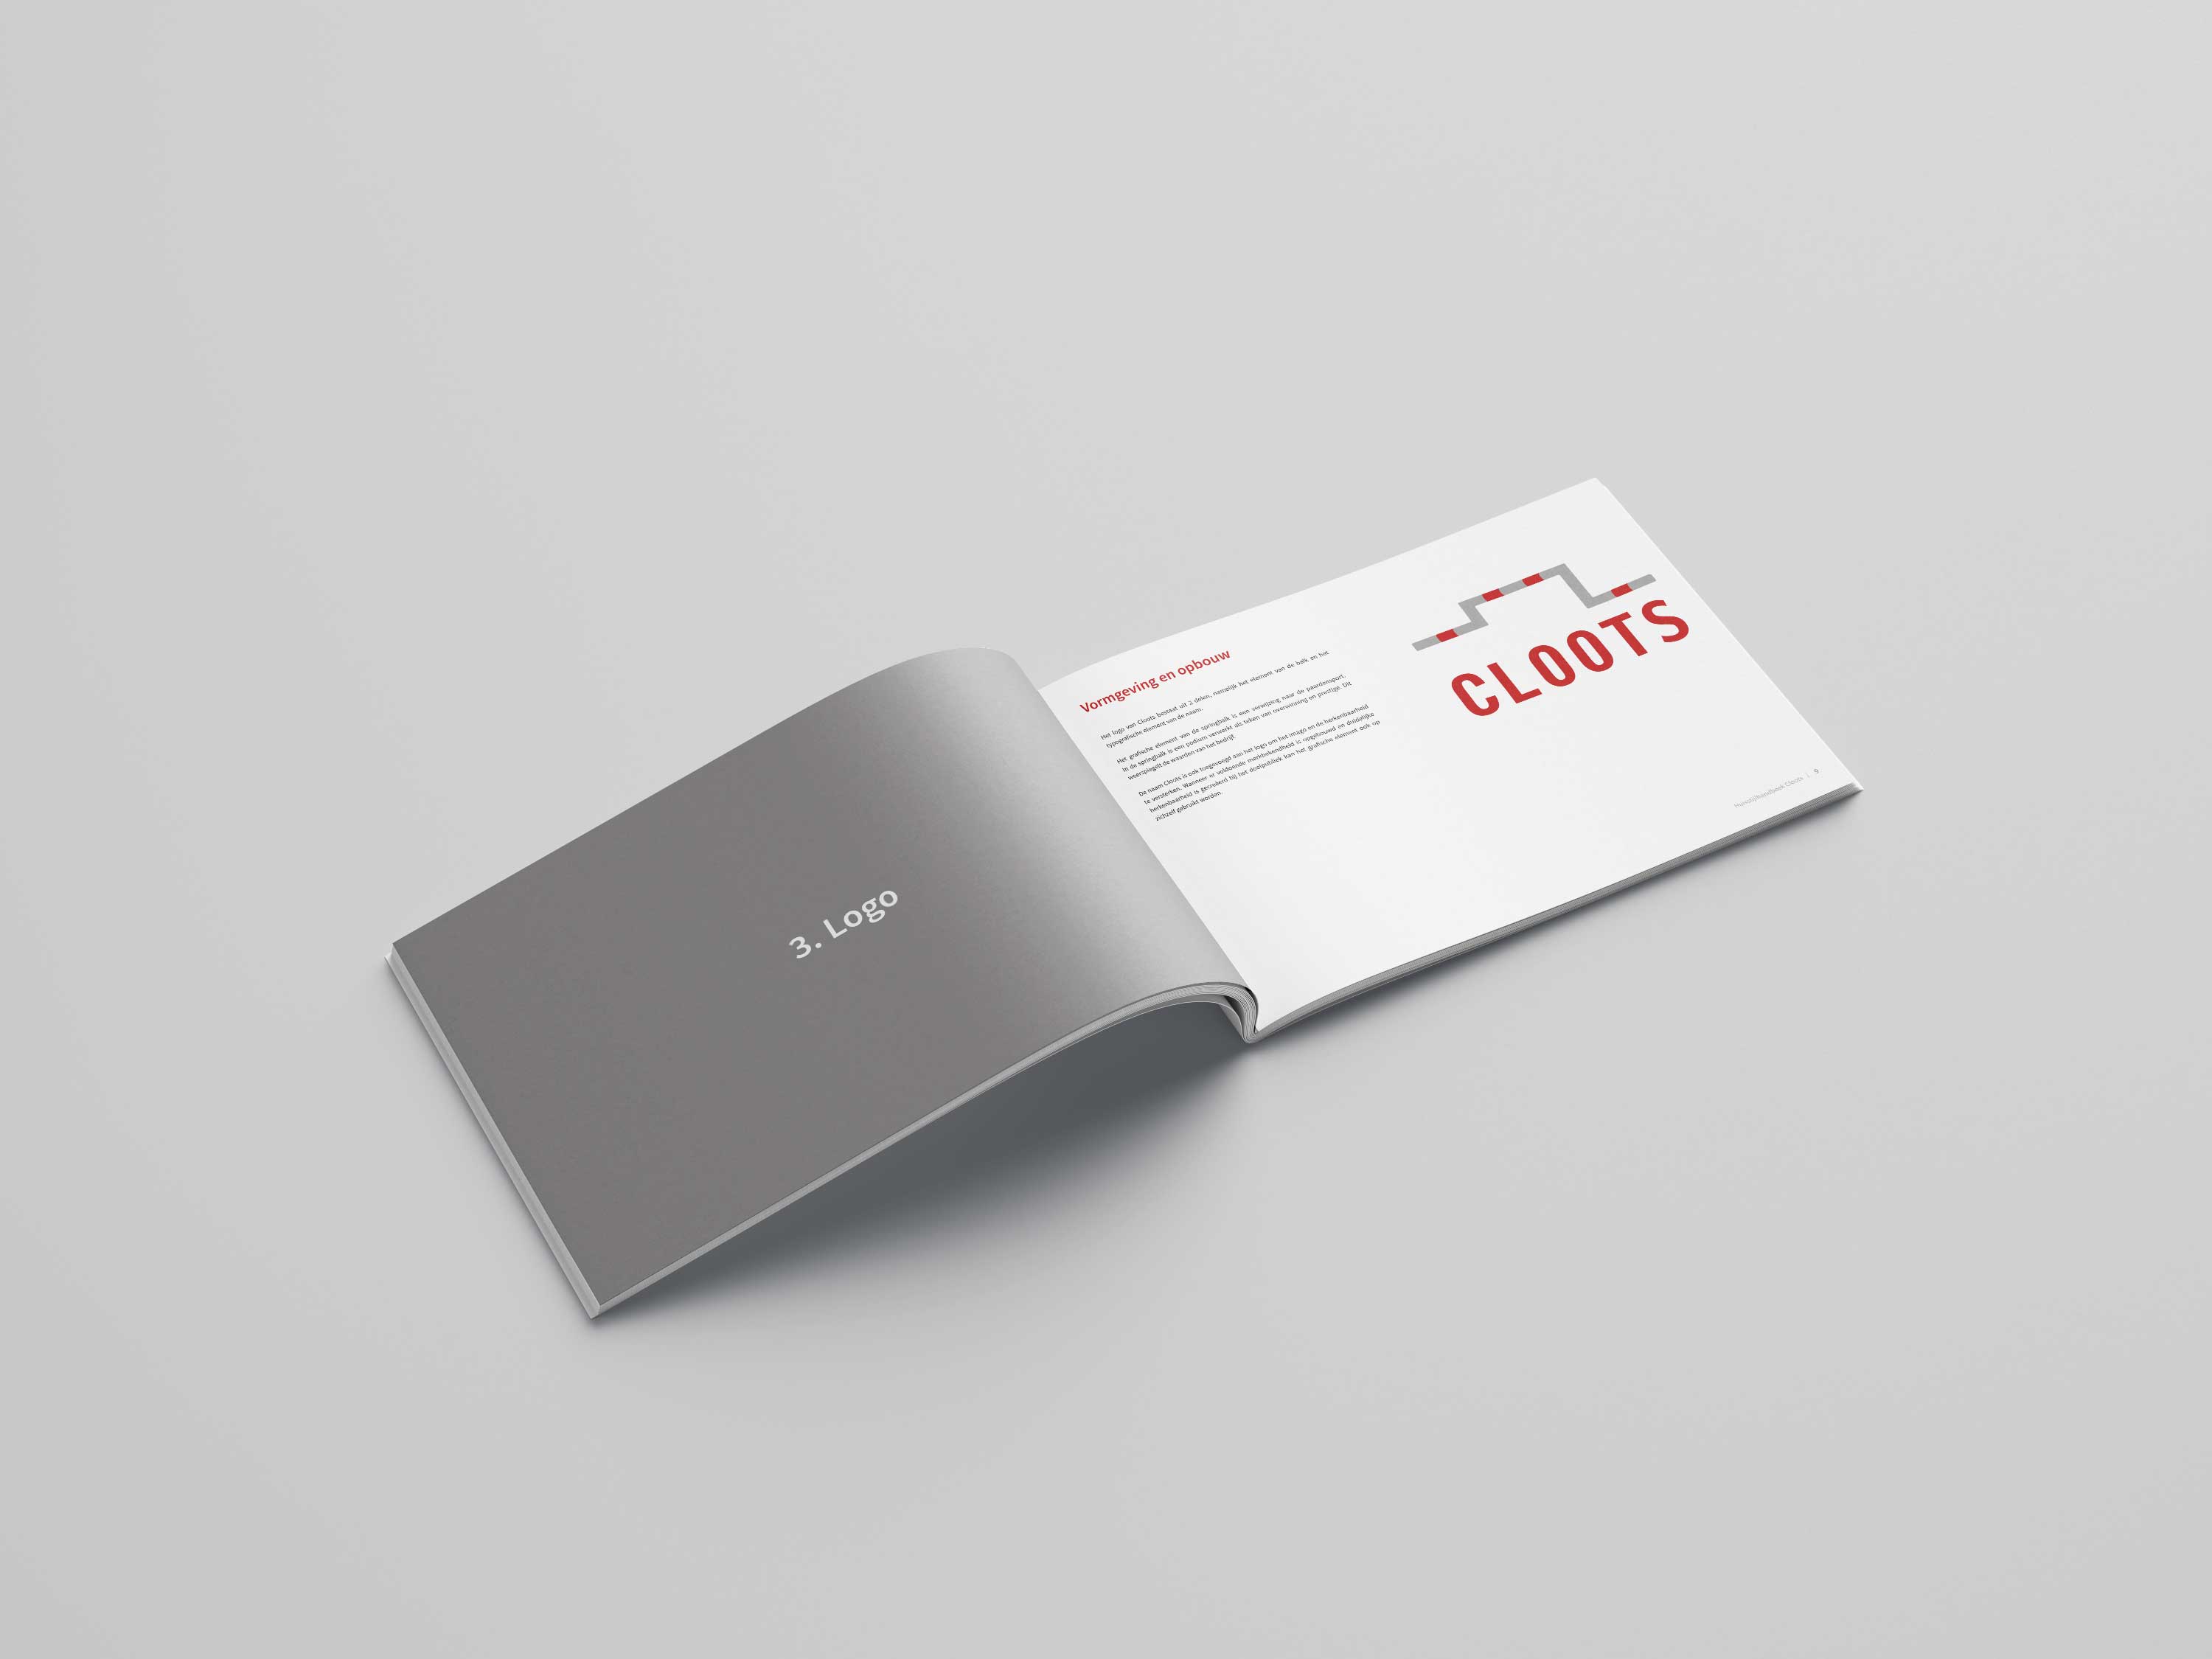 3. Logo
Vormgeving en opbouw
Het logo van Cloots bestaat uit 2 delen, namelijk het element van de balk en het
typografische element van de naam.
Het grafische element van de springbalk is een verwijzing naar de paardensport.
In de springbalk is een podium verwerkt als teken van overwinning en prestige. Dit
weerspiegelt de waarden van het bedrijf.
De naam Cloots is ook toegevoegd aan het logo om het imago en de herkenbaarheid
te versterken. Wanneer er voldoende merkbekendheid is opgebouwd en duidelijke
herkenbaarheid is gecreëerd bij het doelpubliek kan het grafische element ook op
zichzelf gebruikt worden.
CLOOTS
Huisstijlhandboek Cloots | 9